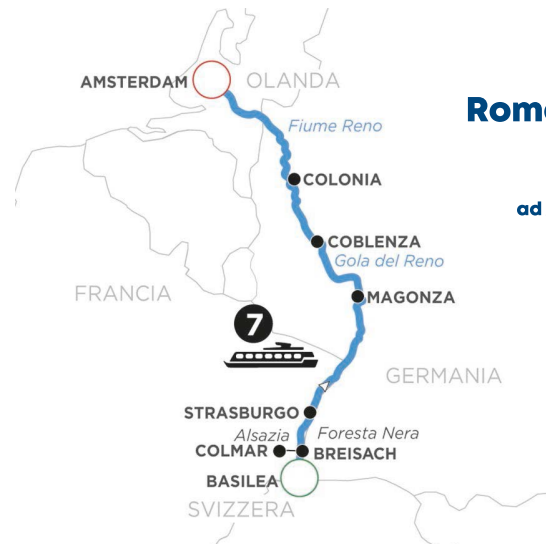 AMSTERDAM
OLANDA
Fiume Reno
COLONIA
COBLENZA
Gola del Reno
FRANCIA
MAGONZA
7
GERMANIA
STRASBURGO
Alsazia
Foresta Nera
COLMAR
BREISACH
BASILEA
SVIZZERA
ad